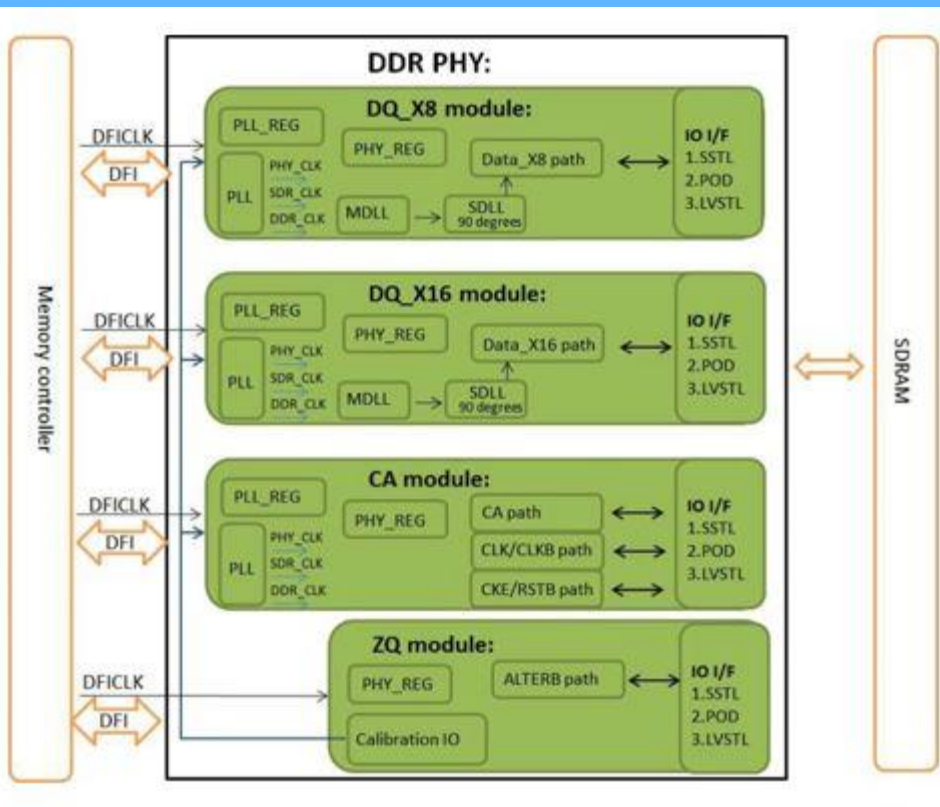 DDR PHY:
Memory controller
SDRAM
DFICLK
DFI
DQ_X8 module:
PLL_REG
PHY_REG
PLL
PHY_CLK
SDR_CLK
DDR_CLK
MDLL
SDLL
90 degrees
Data_X8 path
IO I/F
1.SSTL
2.POD
3.LVSTL
DFICLK
DFI
DQ_X16 module:
PLL_REG
PHY_REG
PLL
PHY_CLK
SDR_CLK
DDR_CLK
MDLL
SDLL
90 degrees
Data_X16 path
IO I/F
1.SSTL
2.POD
3.LVSTL
DFICLK
DFI
CA module:
PLL_REG
PHY_REG
PLL
PHY_CLK
SDR_CLK
DDR_CLK
CA path
CLK/CLKB path
CKE/RSTB path
IO I/F
1.SSTL
2.POD
3.LVSTL
DFICLK
DFI
ZQ module:
PHY_REG
Calibration IO
ALTERB path
IO I/F
1.SSTL
2.POD
3.LVSTL